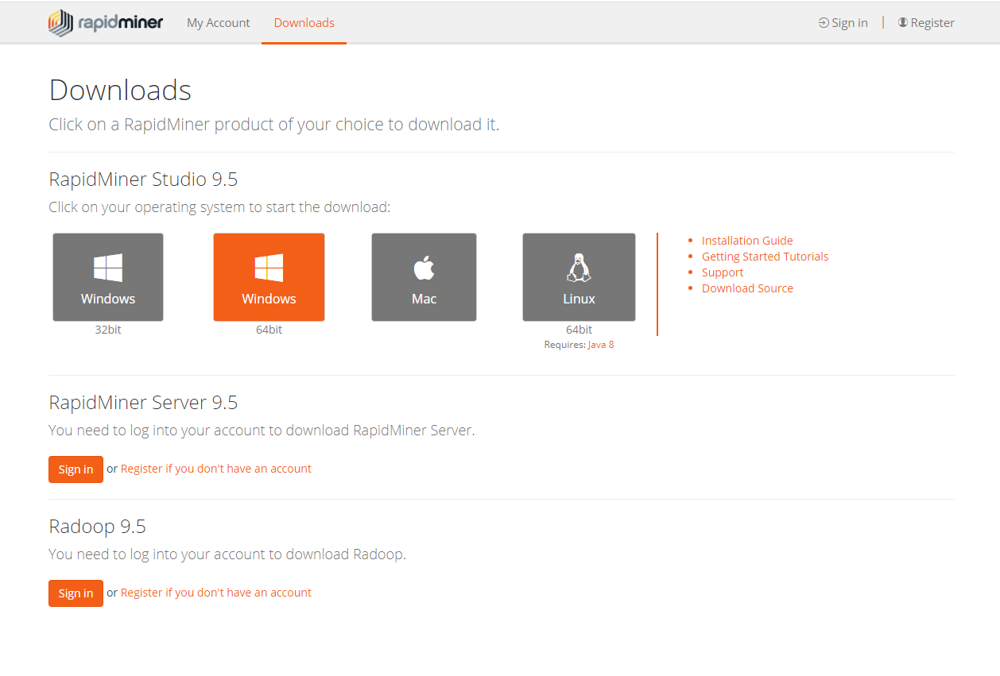 rapidminer My Account Downloads Sign in | Register
Downloads
Click on a RapidMiner product of your choice to download it.
RapidMiner Studio 9.5
Click on your operating system to start the download:
Windows
32bit
Windows
64bit
Mac
Linux
64bit
Requires: Java 8
Installation Guide
Getting Started Tutorials
Support
Download Source
RapidMiner Server 9.5
You need to log into your account to download RapidMiner Server.
Sign in or Register if you don't have an account
Radoop 9.5
You need to log into your account to download Radoop.
Sign in or Register if you don't have an account